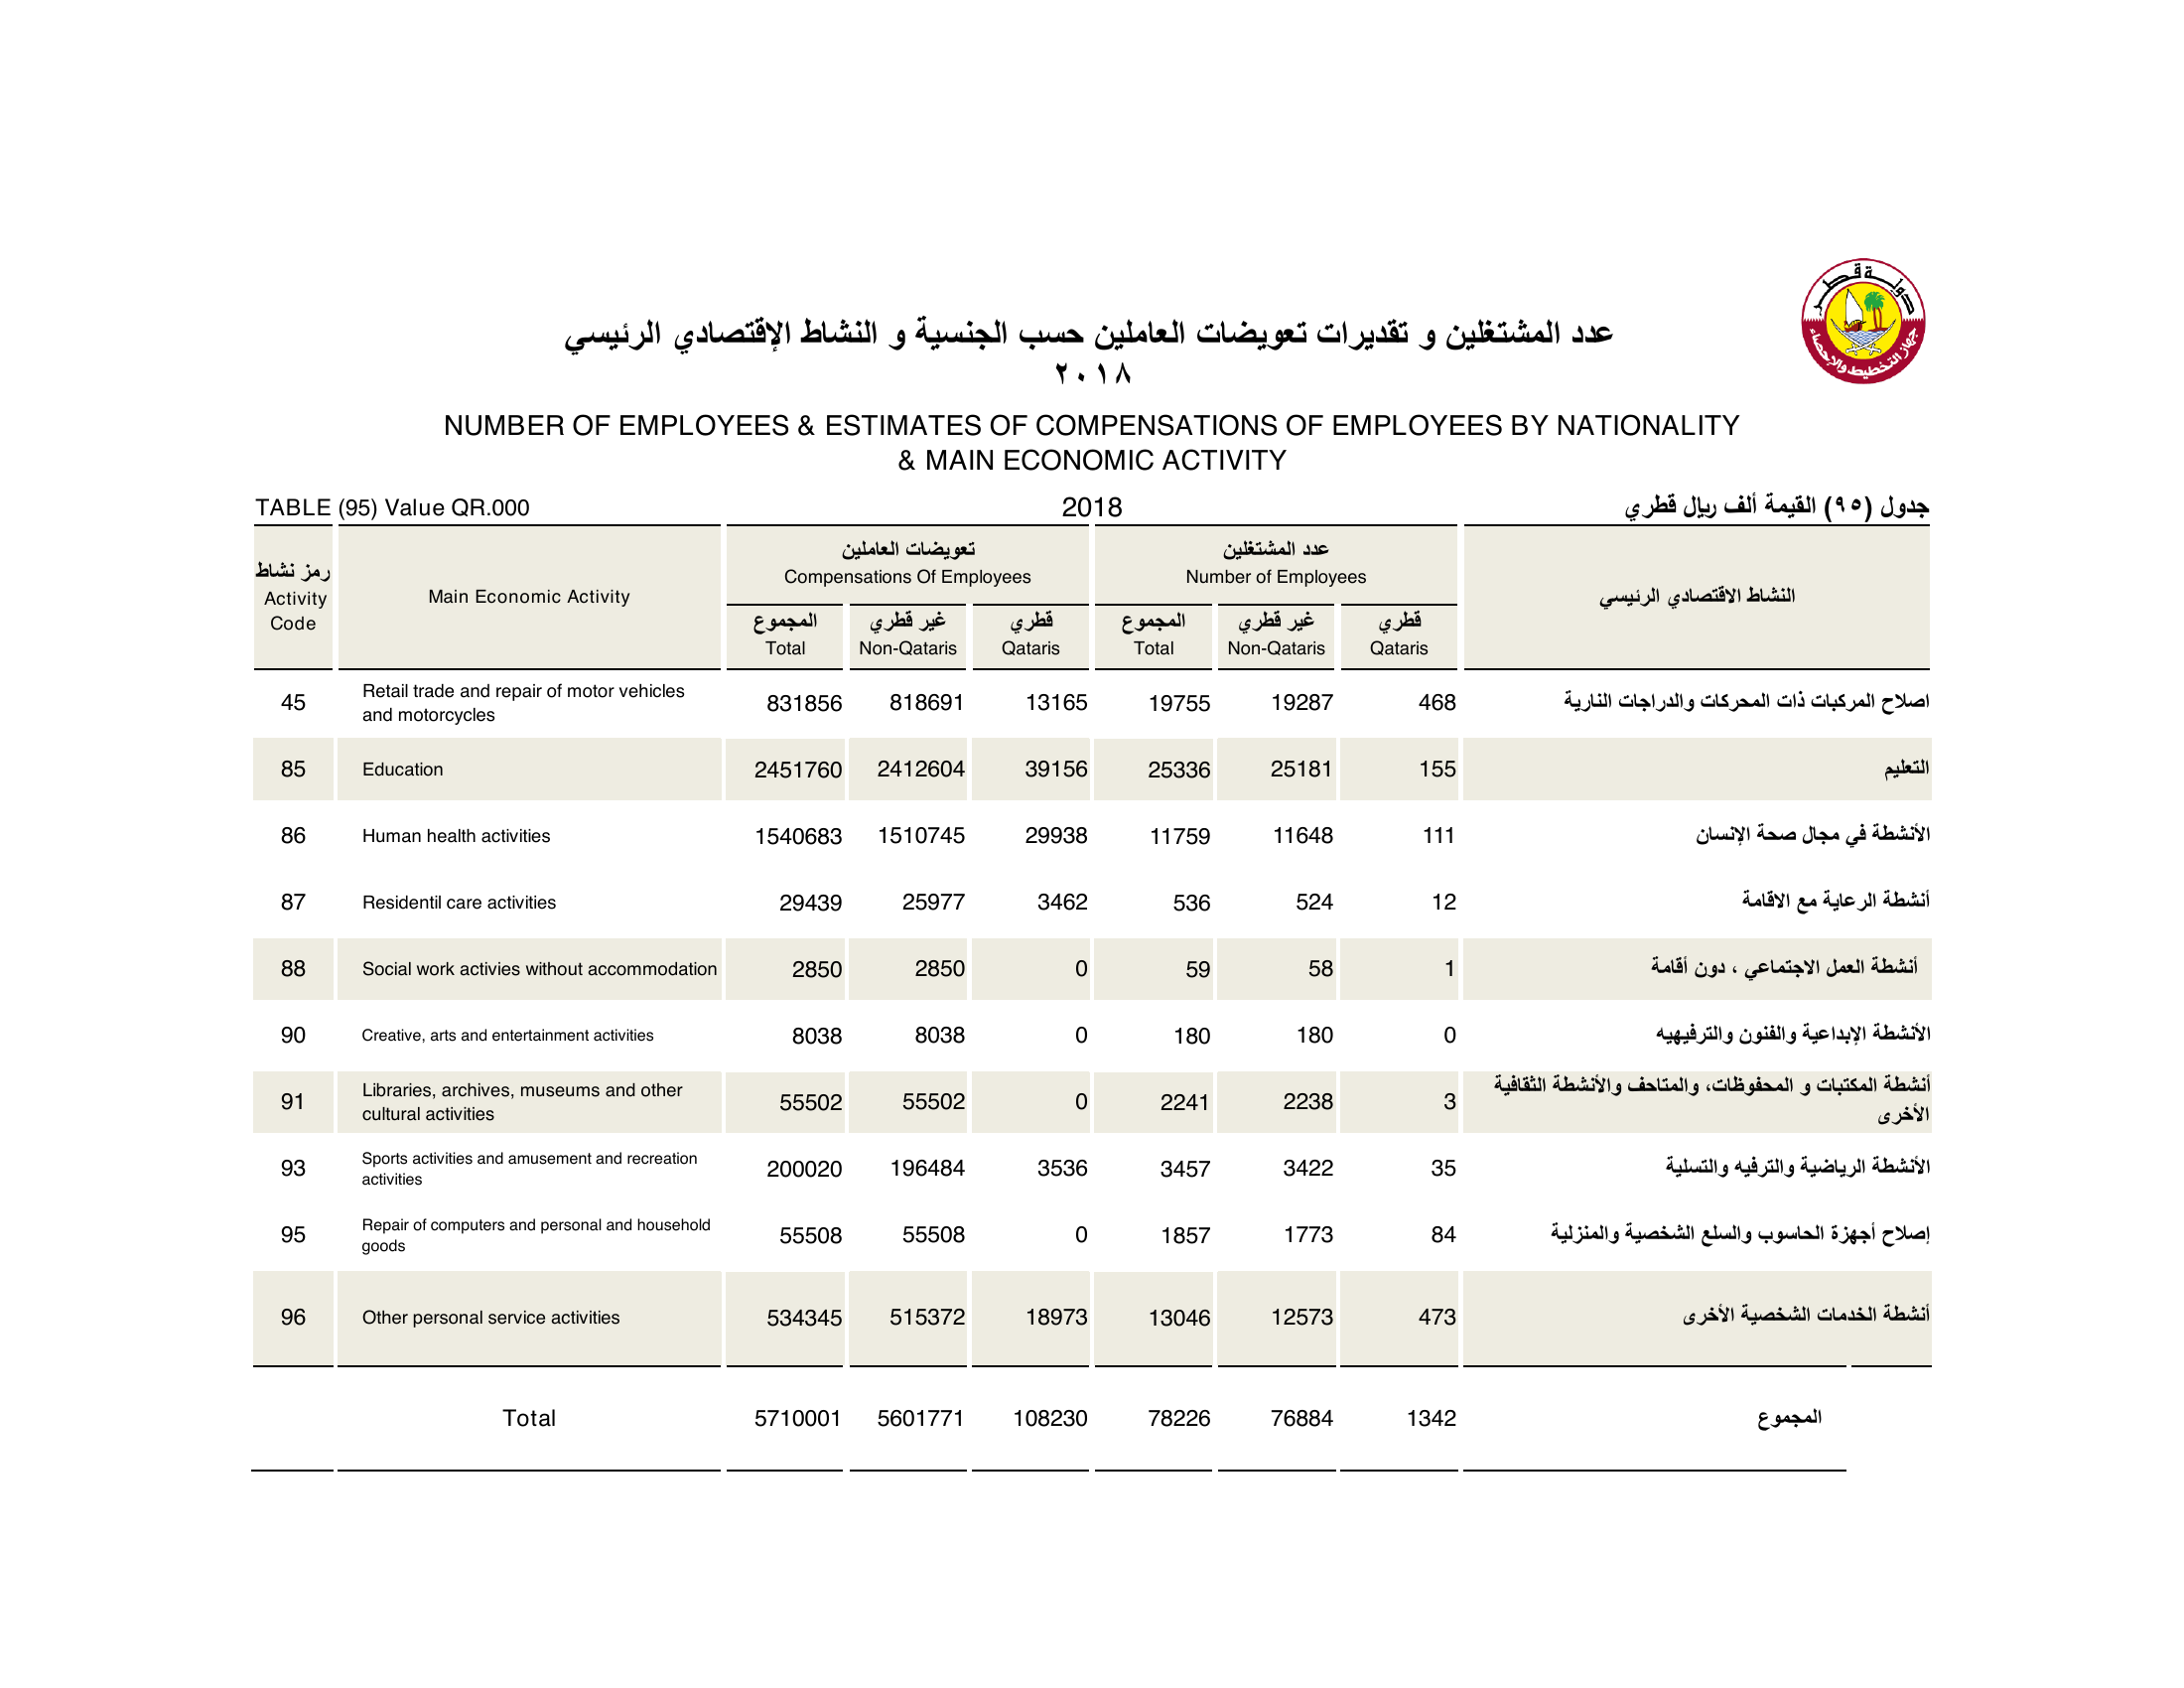 دولة قطر
جهاز التخطيط والإحصاء
عدد المشتغلين و تقديرات تعويضات العاملين حسب الجنسية و النشاط الإقتصادي الرئيسي
٢٠١٨
NUMBER OF EMPLOYEES & ESTIMATES OF COMPENSATIONS OF EMPLOYEES BY NATIONALITY
& MAIN ECONOMIC ACTIVITY
TABLE (95) Value QR.000 2018 جدول (٩٥) القيمة ألف ريال قطري
رمز نشاط
Activity
Code
Main Economic Activity
تعويضات العاملين
Compensations Of Employees
عدد المشتغلين
Number of Employees
النشاط الاقتصادي الرئيسي
المجموع غير قطري قطري المجموع غير قطري قطري
Total Non-Qataris Qataris Total Non-Qataris Qataris
45 Retail trade and repair of motor vehicles
and motorcycles 831856 818691 13165 19755 19287 468 اصلاح المركبات ذات المحركات والدراجات النارية
85 Education 2451760 2412604 39156 25336 25181 155 التعليم
86 Human health activities 1540683 1510745 29938 11759 11648 111 الأنشطة في مجال صحة الإنسان
87 Residentil care activities 29439 25977 3462 536 524 12 أنشطة الرعاية مع الاقامة
88 Social work activies without accommodation 2850 2850 0 59 58 1 أنشطة العمل الاجتماعي ، دون أقامة
90 Creative, arts and entertainment activities 8038 8038 0 180 180 0 الأنشطة الإبداعية والفنون والترفيهيه
91 Libraries, archives, museums and other
cultural activities 55502 55502 0 2241 2238 3 أنشطة المكتبات و المحفوظات، والمتاحف والأنشطة الثقافية
الأخرى
93 Sports activities and amusement and recreation
activities 200020 196484 3536 3457 3422 35 الأنشطة الرياضية والترفيه والتسلية
95 Repair of computers and personal and household
goods 55508 55508 0 1857 1773 84 إصلاح أجهزة الحاسوب والسلع الشخصية والمنزلية
96 Other personal service activities 534345 515372 18973 13046 12573 473 أنشطة الخدمات الشخصية الأخرى
Total 5710001 5601771 108230 78226 76884 1342 المجموع